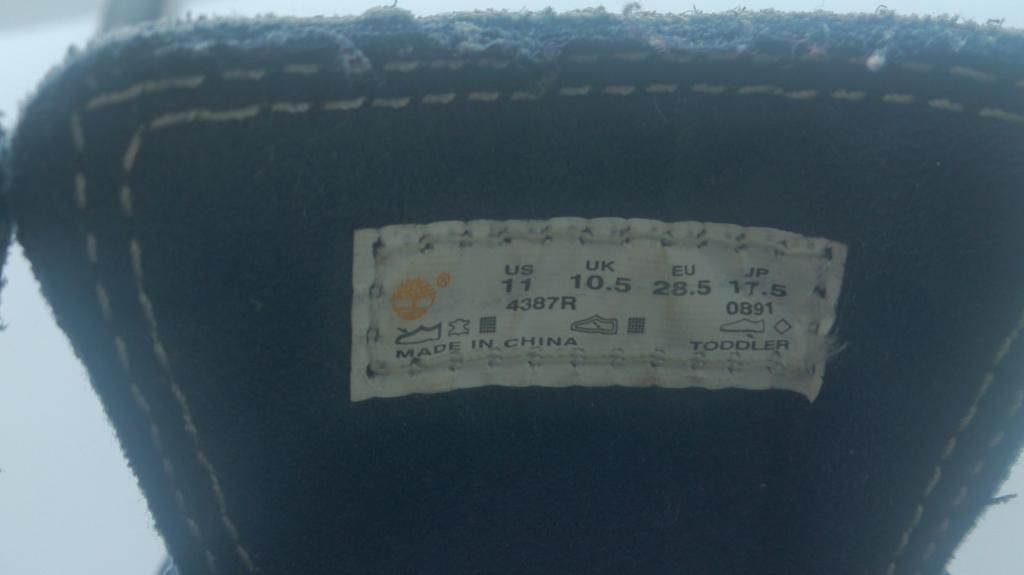 ®
US UK EU JP
11 10.5 28.5 17.5
4387R 0891
MADE IN CHINA TODDLER